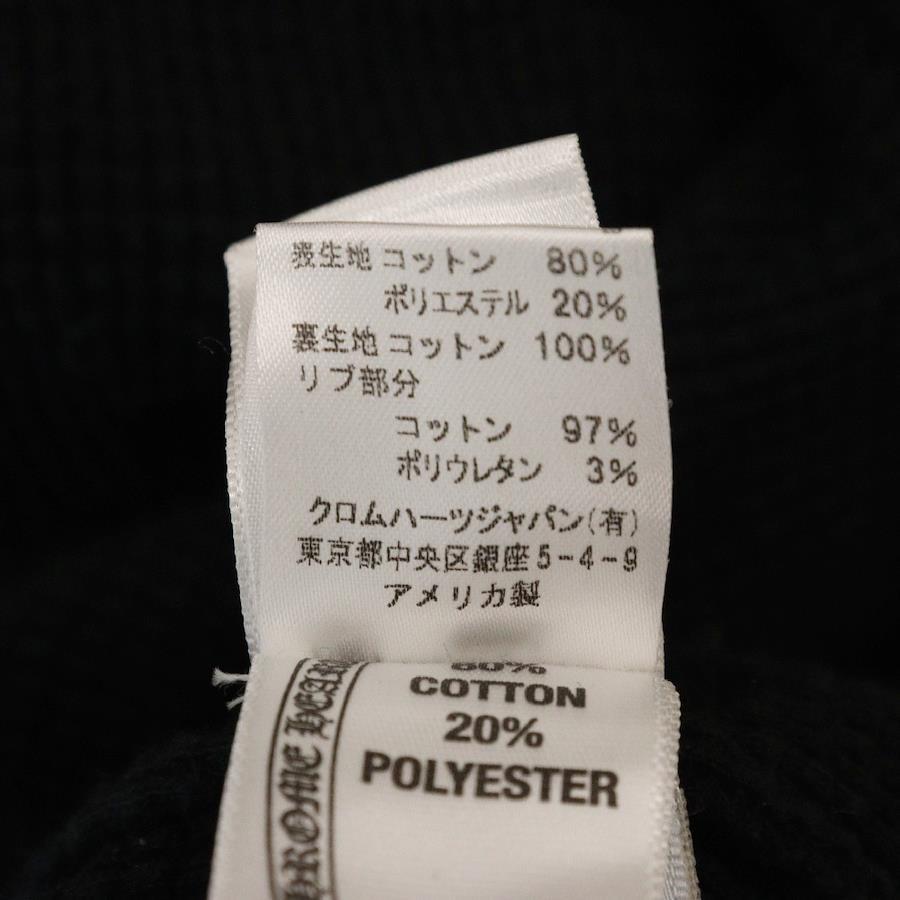 表生地 コットン 80%
ポリエステル 20%
裏生地 コットン 100%
リブ部分
コットン 97%
ポリウレタン 3%
クロムハーツジャパン(有)
東京都中央区銀座5-4-9
アメリカ製
80%
COTTON
20%
POLYESTER
CHROME HEARTS